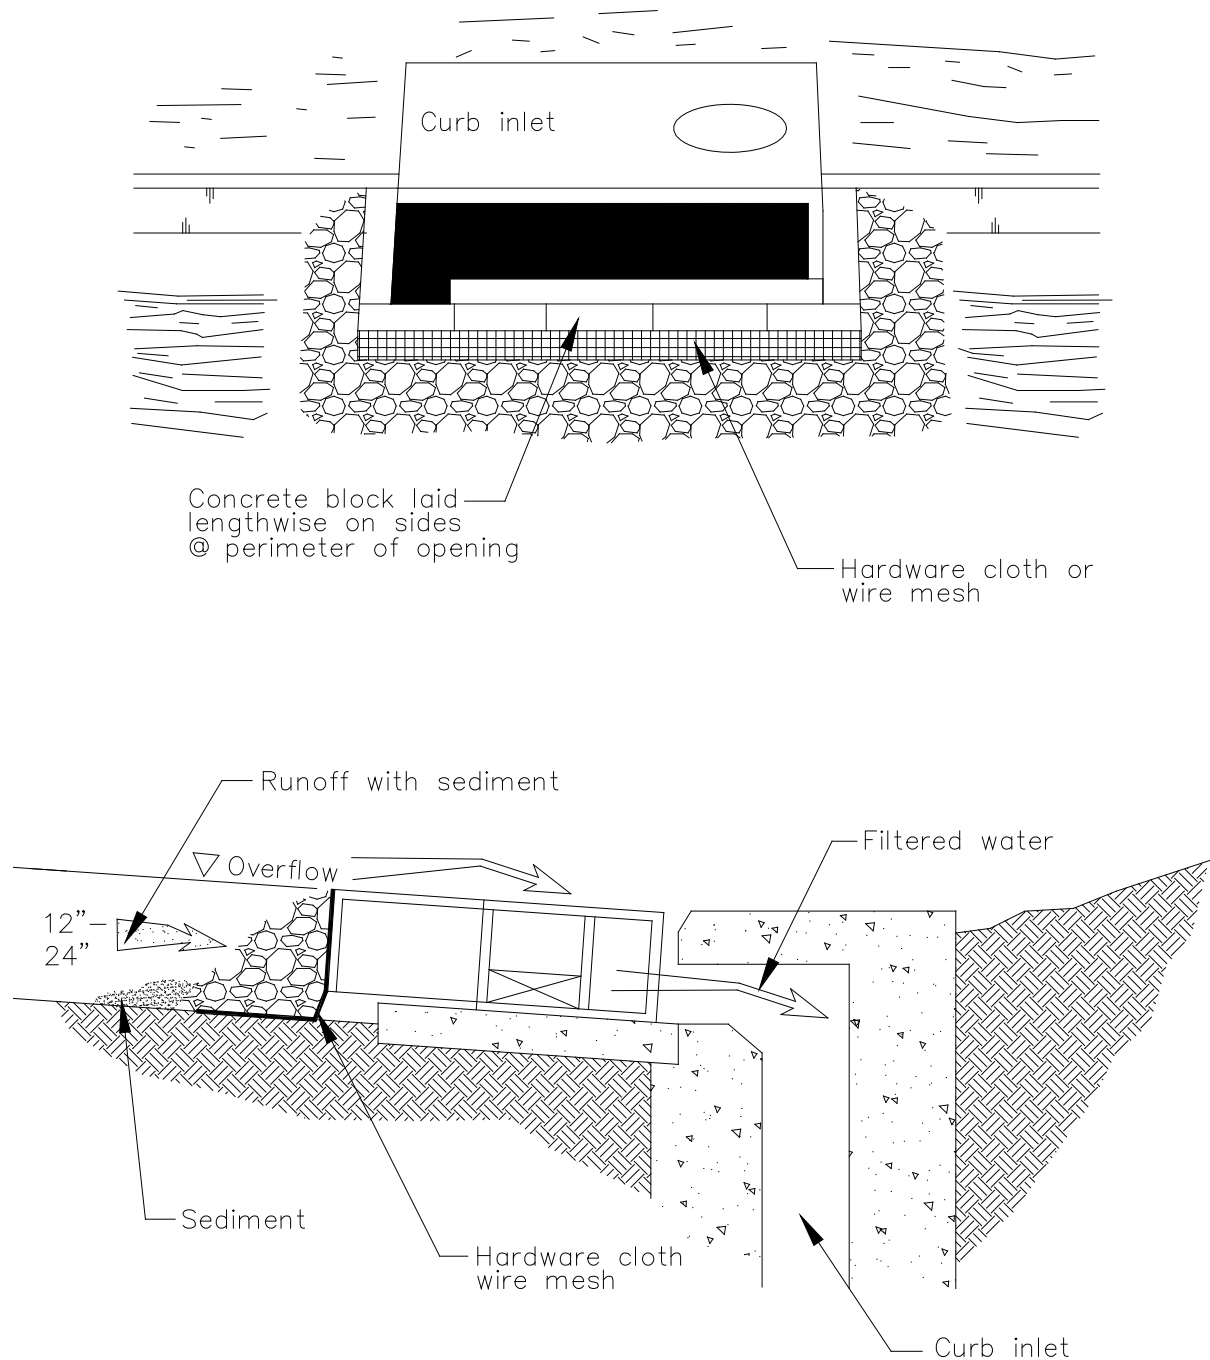 Curb inlet
Concrete block laid
lengthwise on sides
@ perimeter of opening
Hardware cloth or
wire mesh
Runoff with sediment
Overflow
Filtered water
12”–
24”
Sediment
Hardware cloth
wire mesh
Curb inlet